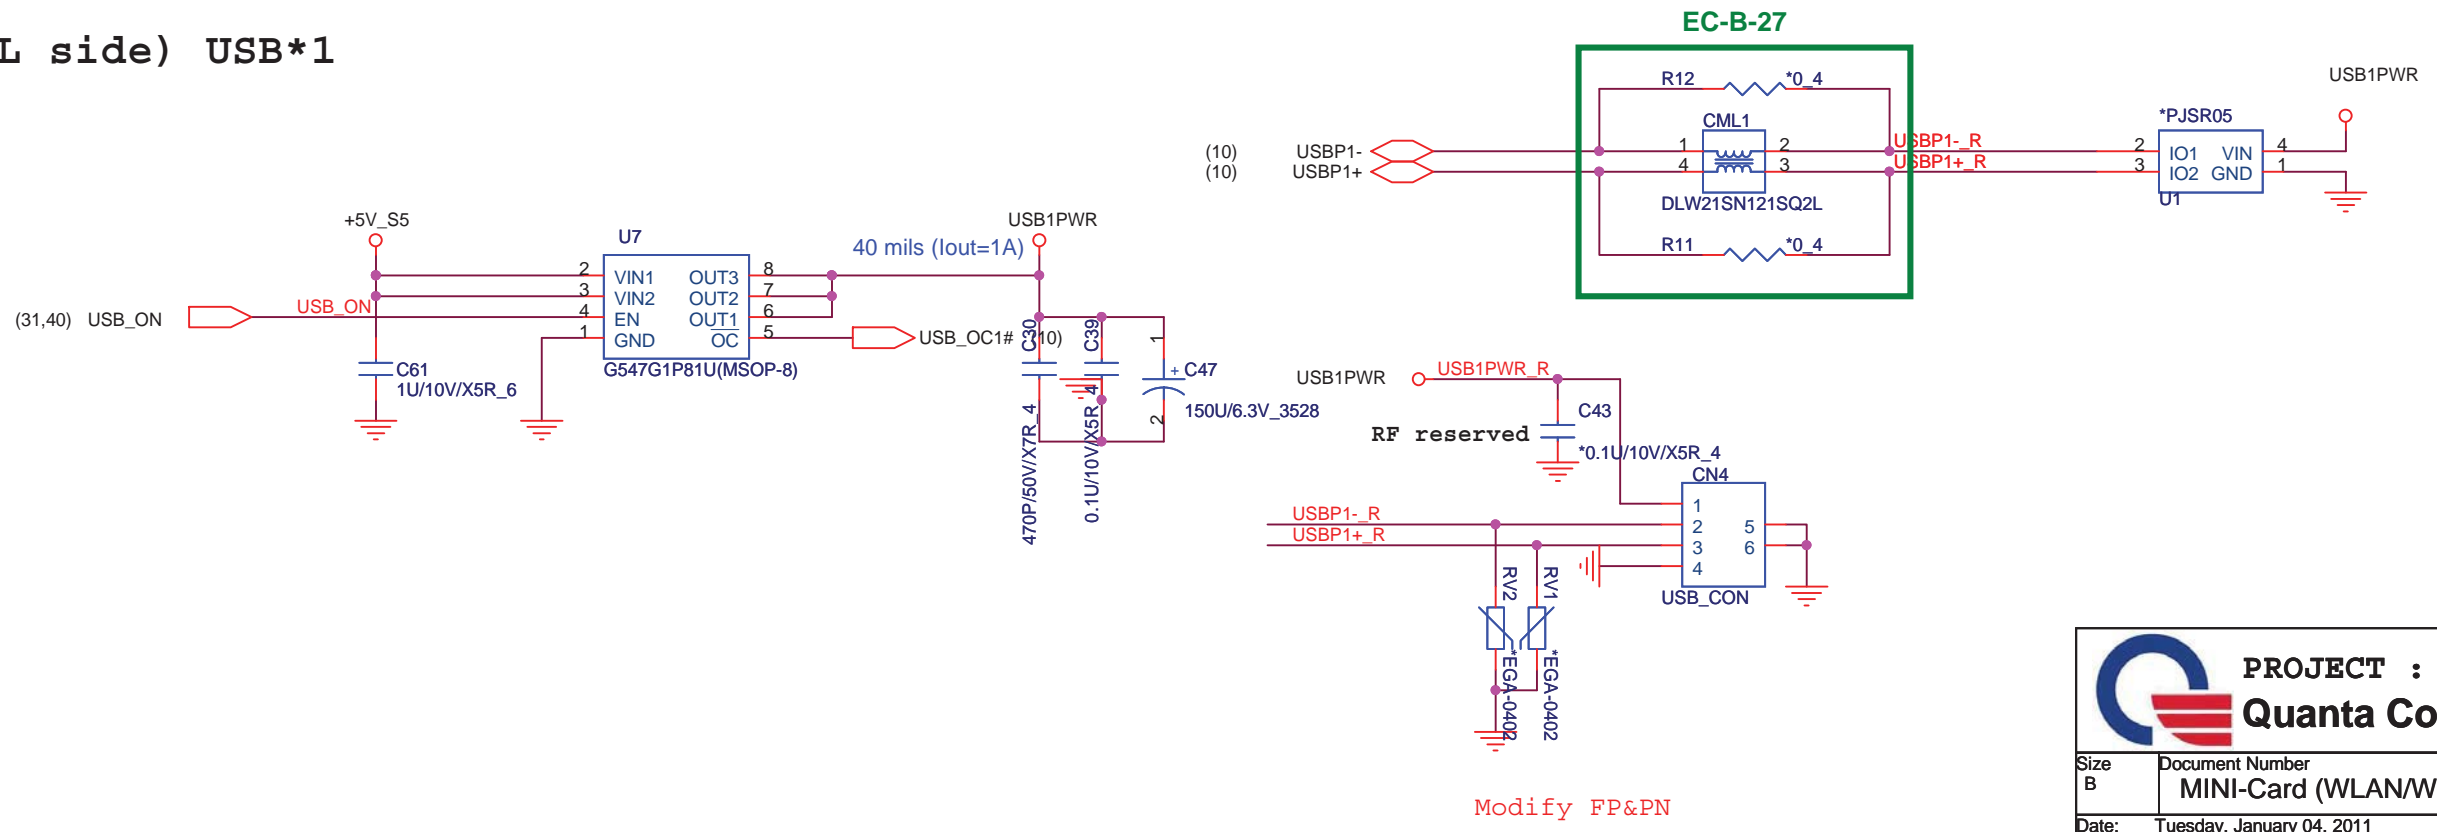 L side) USB*1
EC-B-27
R12
*0_4
CML1
1
2
4
3
DLW21SN121SQ2L
R11
*0_4
(10)
USBP1-
(10)
USBP1+
USBP1-_R
USBP1+_R
*PJSR05
2
IO1
VIN
4
3
IO2
GND
1
U1
USB1PWR
+5V_S5
U7
2
VIN1
OUT3
8
3
VIN2
OUT2
7
4
EN
OUT1
6
1
GND
OC
5
G547G1P81U(MSOP-8)
(31,40)
USB_ON
USB_ON
C61
1U/10V/X5R_6
40 mils (Iout=1A)
USB1PWR
USB_OC1#
(10)
C30
470P/50V/X7R_4
C39
0.1U/10V/X5R_4
1
+
C47
2
150U/6.3V_3528
USB1PWR
USB1PWR_R
C43
RF reserved
*0.1U/10V/X5R_4
CN4
1
2
5
3
6
4
USB_CON
USBP1-_R
USBP1+_R
RV2
*EGA-0402
RV1
*EGA-0402
Modify FP&PN
PROJECT :
Quanta Co
Size
B
Document Number
MINI-Card (WLAN/W
Date:
Tuesday, January 04, 2011